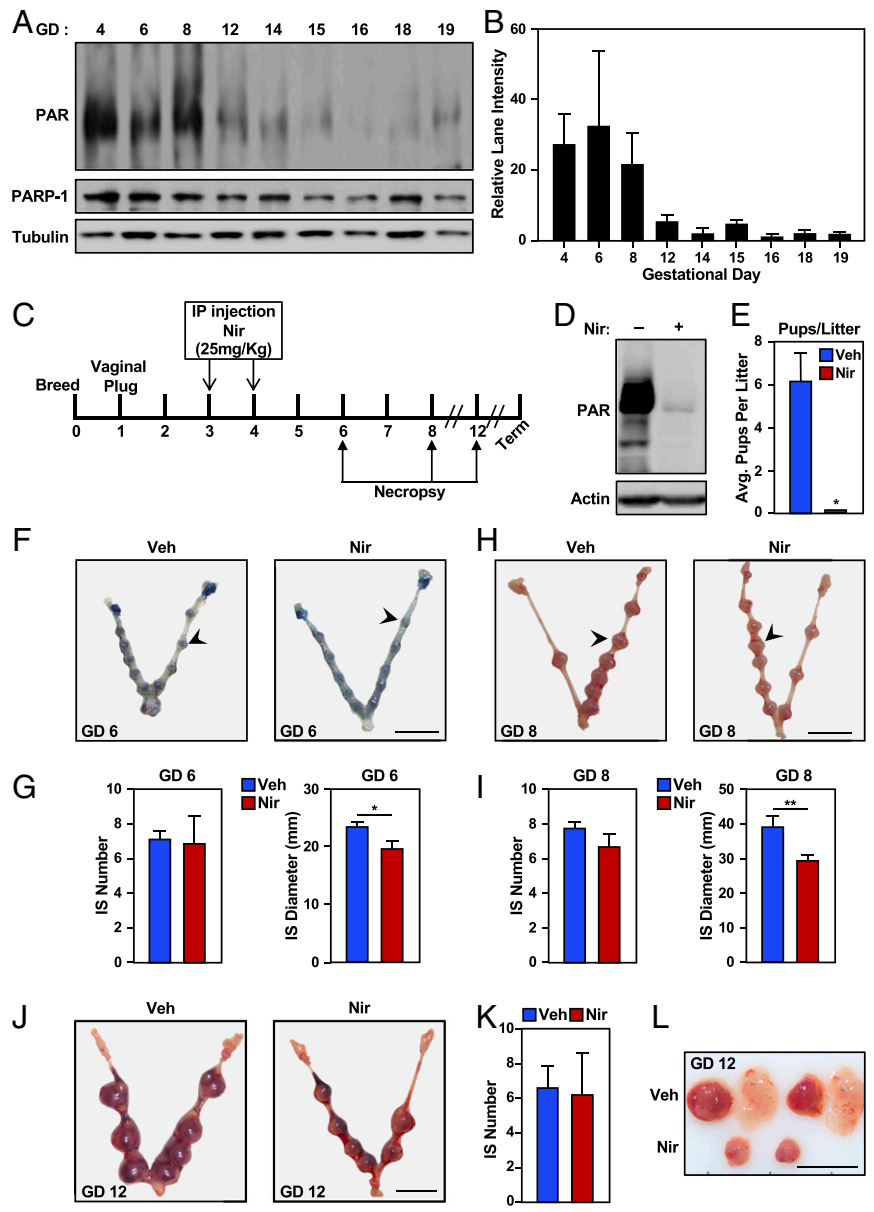 A GD : 4 6 8 12 14 15 16 18 19
PAR
PARP-1
Tubulin
B
Relative Lane Intensity
60
40
20
0
4 6 8 12 14 15 16 18 19
Gestational Day
C
IP injection
Nir
(25mg/Kg)
Breed
Vaginal
Plug
0 1 2 3 4 5 6 7 8 12 Term
Necropsy
D
Nir: – +
PAR
Actin
E
Pups/Litter
Avg. Pups Per Litter
8
6
4
2
0
Veh
Nir
*
F
Veh Nir
GD 6 GD 6
H
Veh Nir
GD 8 GD 8
G
GD 6
IS Number
10
8
6
4
2
0
Veh
Nir
GD 6
IS Diameter (mm)
30
20
10
0
*
I
GD 8
IS Number
10
8
6
4
2
0
Veh
Nir
GD 8
IS Diameter (mm)
50
40
30
20
10
0
**
J
Veh Nir
GD 12 GD 12
K
Veh Nir
IS Number
10
8
6
4
2
0
L
GD 12
Veh
Nir